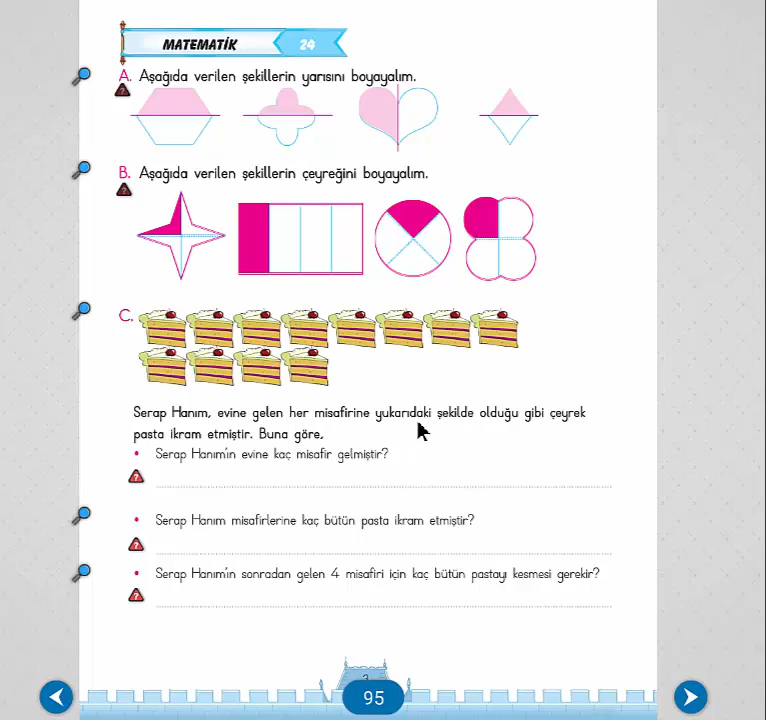 MATEMATİK 24
A. Aşağıda verilen şekillerin yarısını boyayalım.
B. Aşağıda verilen şekillerin çeyreğini boyayalım.
C.
Serap Hanım, evine gelen her misafirine yukarıdaki şekilde olduğu gibi çeyrek
pasta ikram etmiştir. Buna göre,
• Serap Hanım'ın evine kaç misafir gelmiştir?
• Serap Hanım misafirlerine kaç bütün pasta ikram etmiştir?
• Serap Hanım'ın sonradan gelen 4 misafiri için kaç bütün pastayı kesmesi gerekir?
3
95